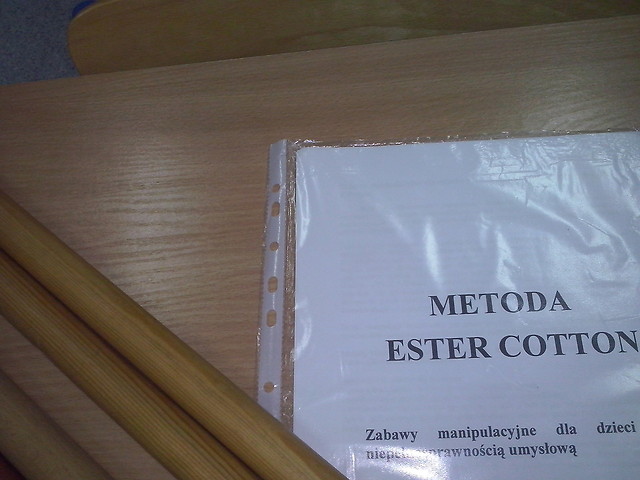 METODA
ESTER COTTON
Zabawy manipulacyjne dla dzieci
umysłową